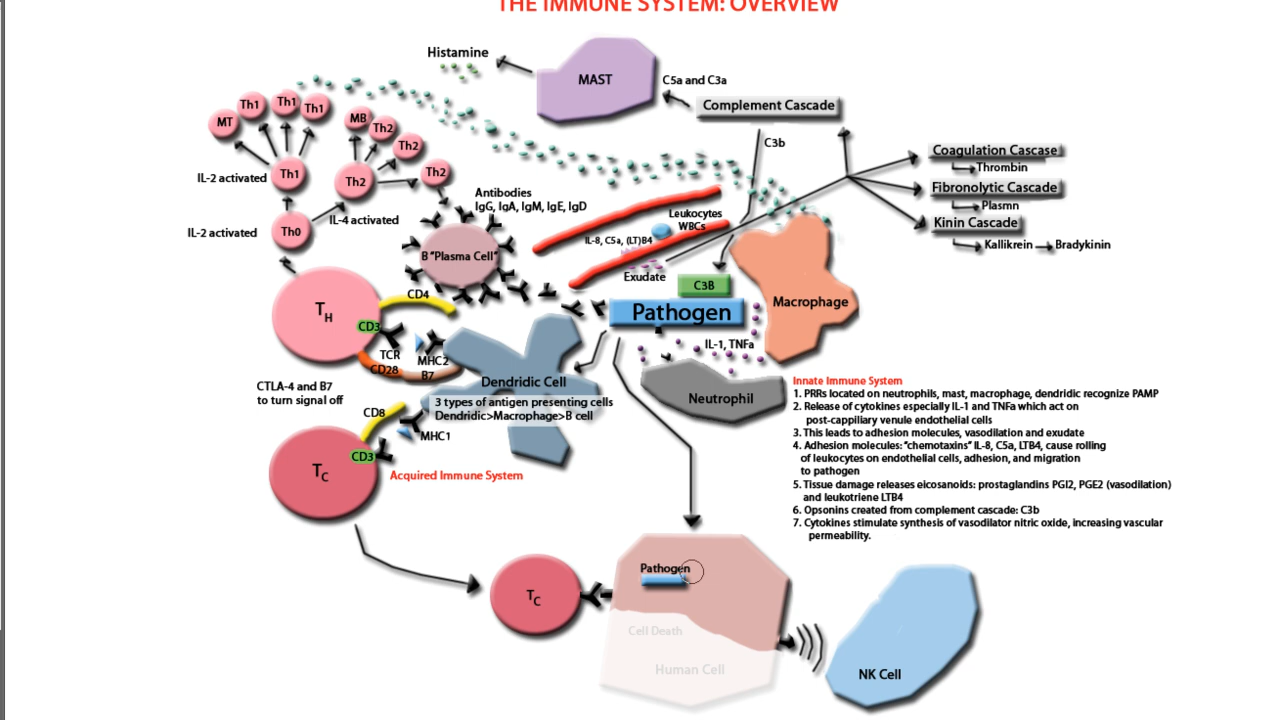 THE IMMUNE SYSTEM: OVERVIEW
Histamine
MAST
C5a and C3a
Complement Cascade
C3b
Th1
Th1
Th1
MT
MB
Th2
Th2
Th2
IL-2 activated
Th1
Th2
IL-4 activated
IL-2 activated
Th0
Antibodies
IgG, IgA, IgM, IgE, IgD
B "Plasma Cell"
Leukocytes
WBCs
IL-8, C5a, (LT)B4
Exudate
Coagulation Cascase
Thrombin
Fibronolytic Cascade
Plasmn
Kinin Cascade
Kallikrein
Bradykinin
C3B
Pathogen
Macrophage
IL-1, TNFa
Neutrophil
TH
CD4
CD3
TCR
CD28
MHC2
B7
CTLA-4 and B7
to turn signal off
Dendridic Cell
3 types of antigen presenting cells
Dendridic>Macrophage>B cell
CD8
MHC1
CD3
TC
Acquired Immune System
Innate Immune System
1. PRRs located on neutrophils, mast, macrophage, dendridic recognize PAMP
2. Release of cytokines especially IL-1 and TNFa which act on
post-cappiliary venule endothelial cells
3. This leads to adhesion molecules, vasodilation and exudate
4. Adhesion molecules: "chemotaxins" IL-8, C5a, LTB4, cause rolling
of leukocytes on endothelial cells, adhesion, and migration
to pathogen
5. Tissue damage releases eicosanoids: prostaglandins PGI2, PGE2 (vasodilation)
and leukotriene LTB4
6. Opsonins created from complement cascade: C3b
7. Cytokines stimulate synthesis of vasodilator nitric oxide, increasing vascular
permeability.
Pathogen
TC
Cell Death
Human Cell
NK Cell